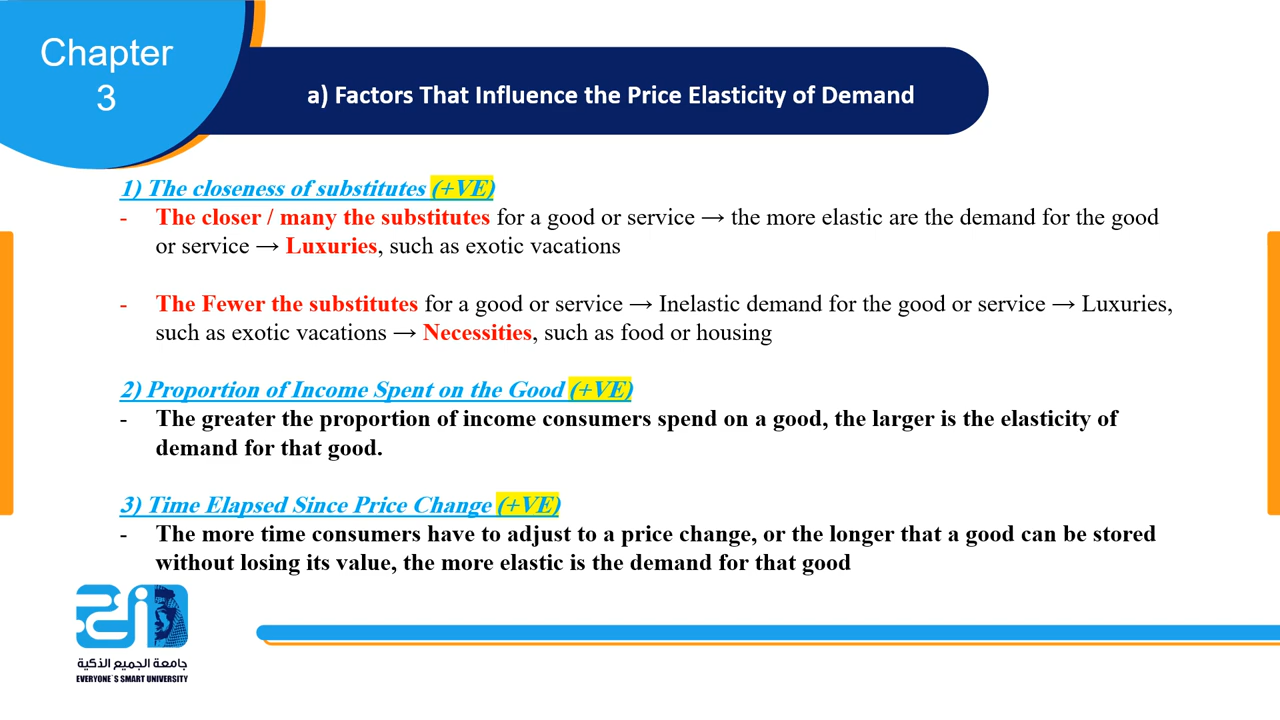 Chapter
3
a) Factors That Influence the Price Elasticity of Demand
1) The closeness of substitutes (+VE)
- The closer / many the substitutes for a good or service → the more elastic are the demand for the good
or service → Luxuries, such as exotic vacations
- The Fewer the substitutes for a good or service → Inelastic demand for the good or service → Luxuries,
such as exotic vacations → Necessities, such as food or housing
2) Proportion of Income Spent on the Good (+VE)
- The greater the proportion of income consumers spend on a good, the larger is the elasticity of
demand for that good.
3) Time Elapsed Since Price Change (+VE)
- The more time consumers have to adjust to a price change, or the longer that a good can be stored
without losing its value, the more elastic is the demand for that good
جامعة الجميع الذكية
EVERYONE`S SMART UNIVERSITY